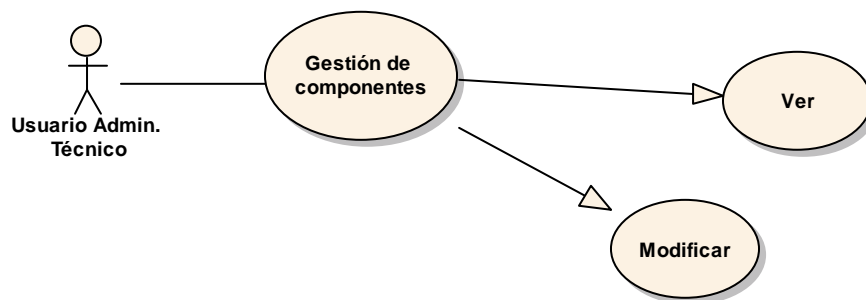 Gestión de
componentes
Ver
Usuario Admin.
Técnico
Modificar